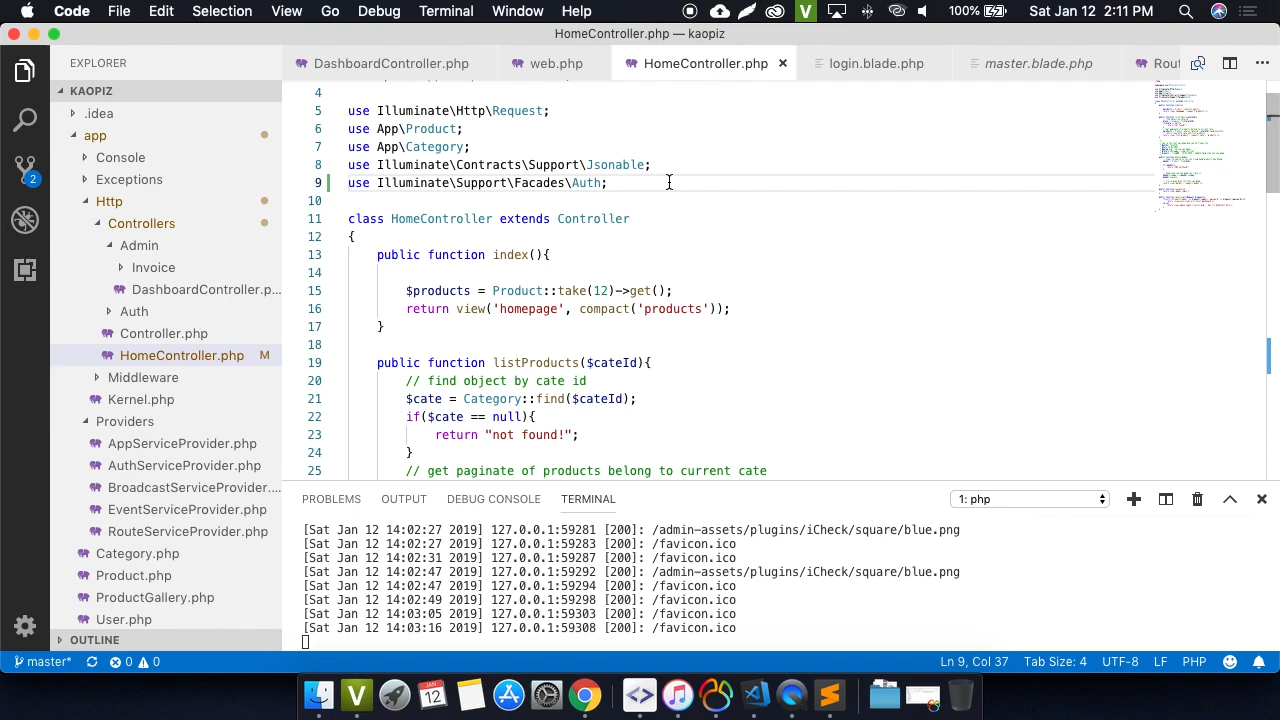 Code File Edit Selection View Go Debug Terminal Window Help 100% Sat Jan 12 2:11 PM
HomeController.php — kaopiz
EXPLORER
DashboardController.php web.php HomeController.php login.blade.php master.blade.php Rout
KAOPIZ
.idea
app
Console
Exceptions
Http
Controllers
Admin
Invoice
DashboardController.p...
Auth
Controller.php
HomeController.php M
Middleware
Kernel.php
Providers
AppServiceProvider.php
AuthServiceProvider.php
BroadcastServiceProvider....
EventServiceProvider.php
RouteServiceProvider.php
Category.php
Product.php
ProductGallery.php
User.php
OUTLINE
2
4
5 use Illuminate\Http\Request;
6 use App\Product;
7 use App\Category;
8 use Illuminate\Contracts\Support\Jsonable;
9 use Illuminate\Support\Facades\Auth;
10
11 class HomeController extends Controller
12 {
13 public function index(){
14
15 $products = Product::take(12)->get();
16 return view('homepage', compact('products'));
17 }
18
19 public function listProducts($cateId){
20 // find object by cate id
21 $cate = Category::find($cateId);
22 if($cate == null){
23 return "not found!";
24 }
25 // get paginate of products belong to current cate
PROBLEMS OUTPUT DEBUG CONSOLE TERMINAL 1: php
[Sat Jan 12 14:02:27 2019] 127.0.0.1:59281 [200]: /admin-assets/plugins/iCheck/square/blue.png
[Sat Jan 12 14:02:27 2019] 127.0.0.1:59283 [200]: /favicon.ico
[Sat Jan 12 14:02:31 2019] 127.0.0.1:59287 [200]: /favicon.ico
[Sat Jan 12 14:02:47 2019] 127.0.0.1:59292 [200]: /admin-assets/plugins/iCheck/square/blue.png
[Sat Jan 12 14:02:47 2019] 127.0.0.1:59294 [200]: /favicon.ico
[Sat Jan 12 14:02:49 2019] 127.0.0.1:59298 [200]: /favicon.ico
[Sat Jan 12 14:03:05 2019] 127.0.0.1:59303 [200]: /favicon.ico
[Sat Jan 12 14:03:16 2019] 127.0.0.1:59308 [200]: /favicon.ico
master* 0 0 Ln 9, Col 37 Tab Size: 4 UTF-8 LF PHP